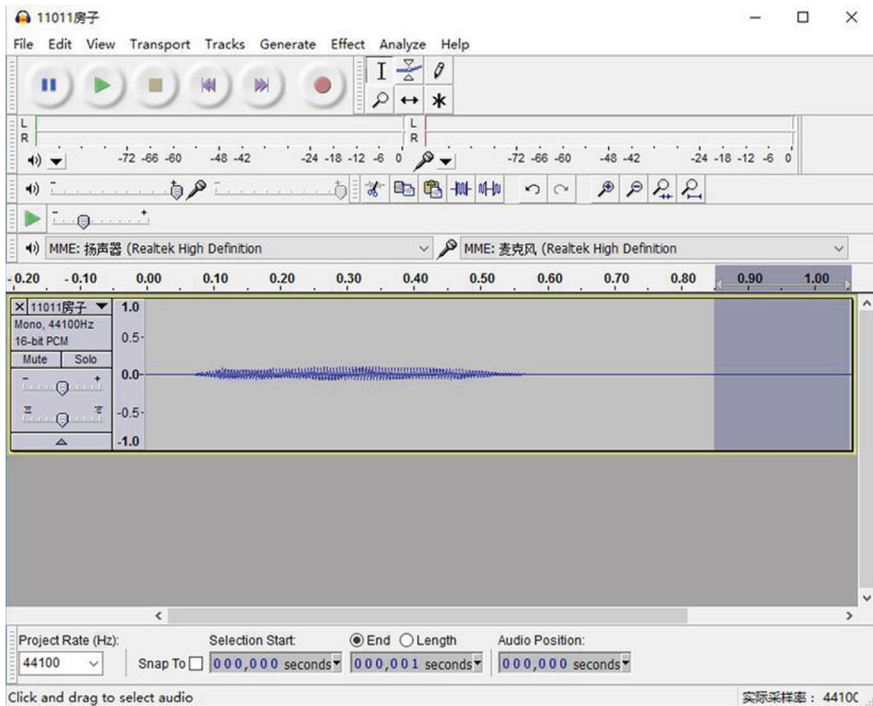 11011房子
File Edit View Transport Tracks Generate Effect Analyze Help
L
R
-72 -66 -60 -48 -42 -24 -18 -12 -6 0
L
R
-72 -66 -60 -48 -42 -24 -18 -12 -6 0
- +
- +
- +
MME: 扬声器 (Realtek High Definition
MME: 麦克风 (Realtek High Definition
-0.20 -0.10 0.00 0.10 0.20 0.30 0.40 0.50 0.60 0.70 0.80 0.90 1.00
11011房子
Mono, 44100Hz
16-bit PCM
Mute Solo
- +
1.0
0.5-
0.0-
-0.5-
-1.0
Project Rate (Hz):
44100
Snap To
Selection Start:
000,000 seconds
End Length
000,001 seconds
Audio Position:
000,000 seconds
Click and drag to select audio
实际采样率： 4410